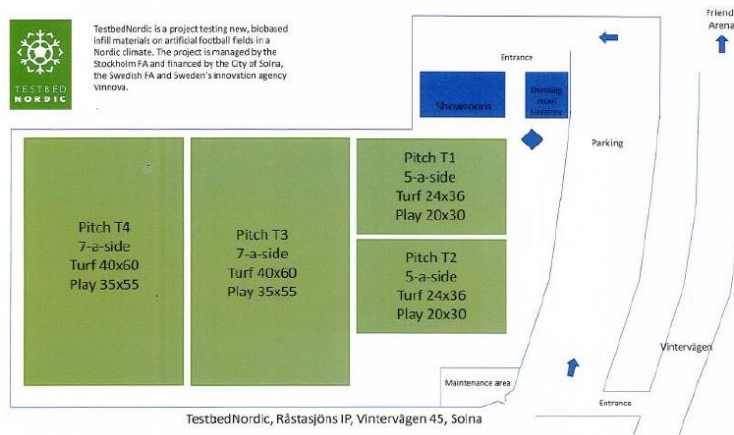 TESTBED
NORDIC
TestbedNordic is a project testing new, biobased
infill materials on artificial football fields in a
Nordic climate. The project is managed by the
Stockholm FA and financed by the City of Solna,
the Swedish FA and Sweden's innovation agency
Vinnova.
Friend
Arena
Entrance
Showroom
Dressing
room
Parking
Pitch T1
5-a-side
Turf 24x36
Play 20x30
Pitch T4
7-a-side
Turf 40x60
Play 35x55
Pitch T3
7-a-side
Turf 40x60
Play 35x55
Pitch T2
5-a-side
Turf 24x36
Play 20x30
Vintervägen
Maintenance area
Entrance
TestbedNordic, Råstasjöns IP, Vintervägen 45, Solna